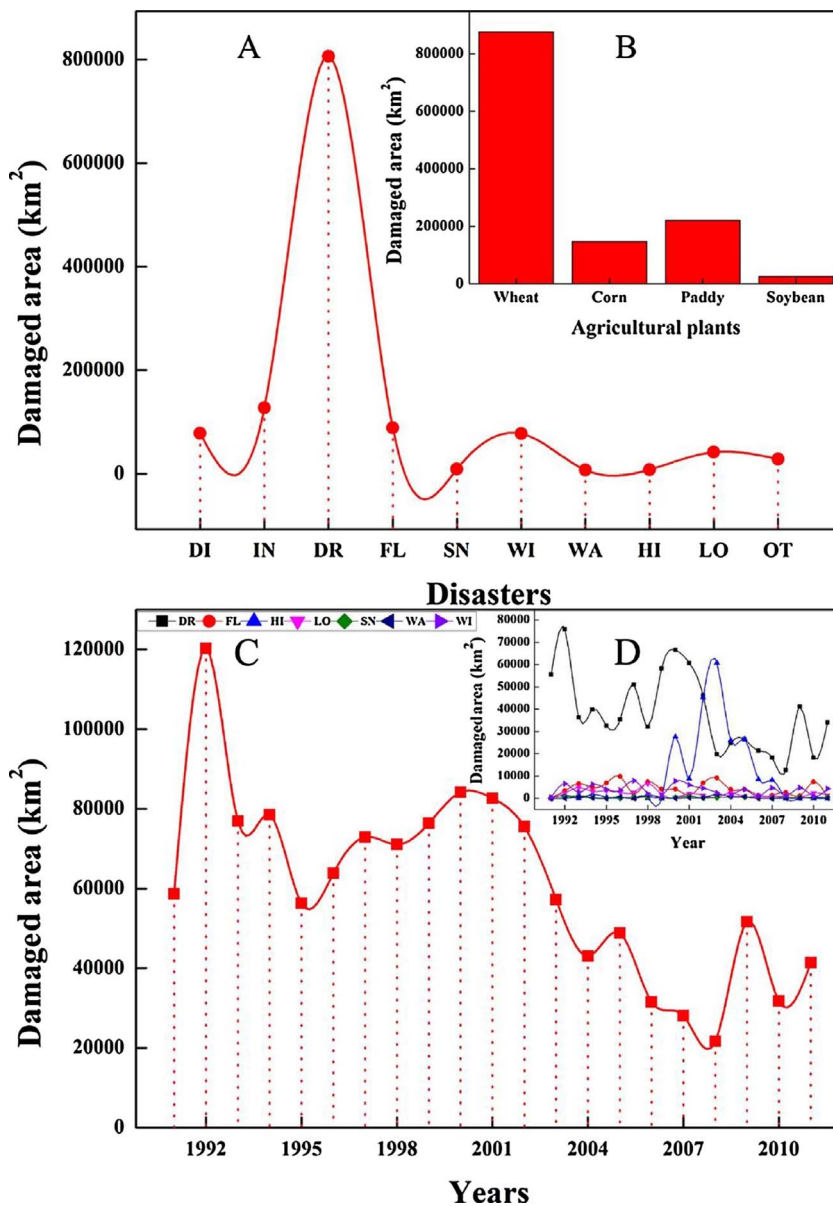 A
B
Damaged area (km²)
800000
600000
400000
200000
0
DI IN DR FL SN WI WA HI LO OT
Disasters
Damaged area (km²)
800000
600000
400000
200000
0
Wheat Corn Paddy Soybean
Agricultural plants
DR FL HI LO SN WA WI
C
D
Damaged area (km²)
120000
100000
80000
60000
40000
20000
0
1992 1995 1998 2001 2004 2007 2010
Years
Damaged area (km²)
80000
70000
60000
50000
40000
30000
20000
10000
0
1992 1995 1998 2001 2004 2007 2010
Year